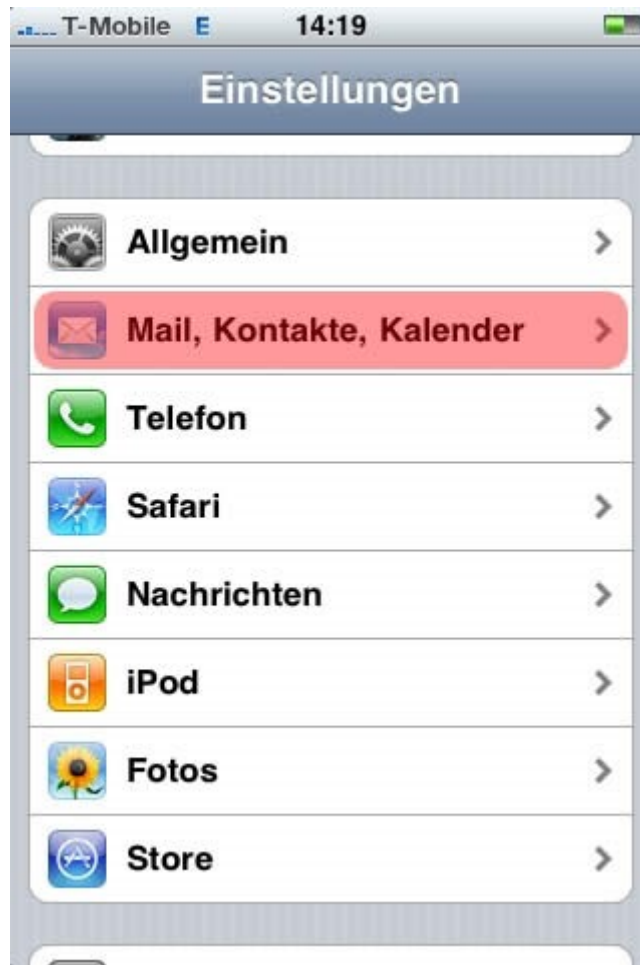 T-Mobile E 14:19
Einstellungen
Allgemein
Mail, Kontakte, Kalender
Telefon
Safari
Nachrichten
iPod
Fotos
Store